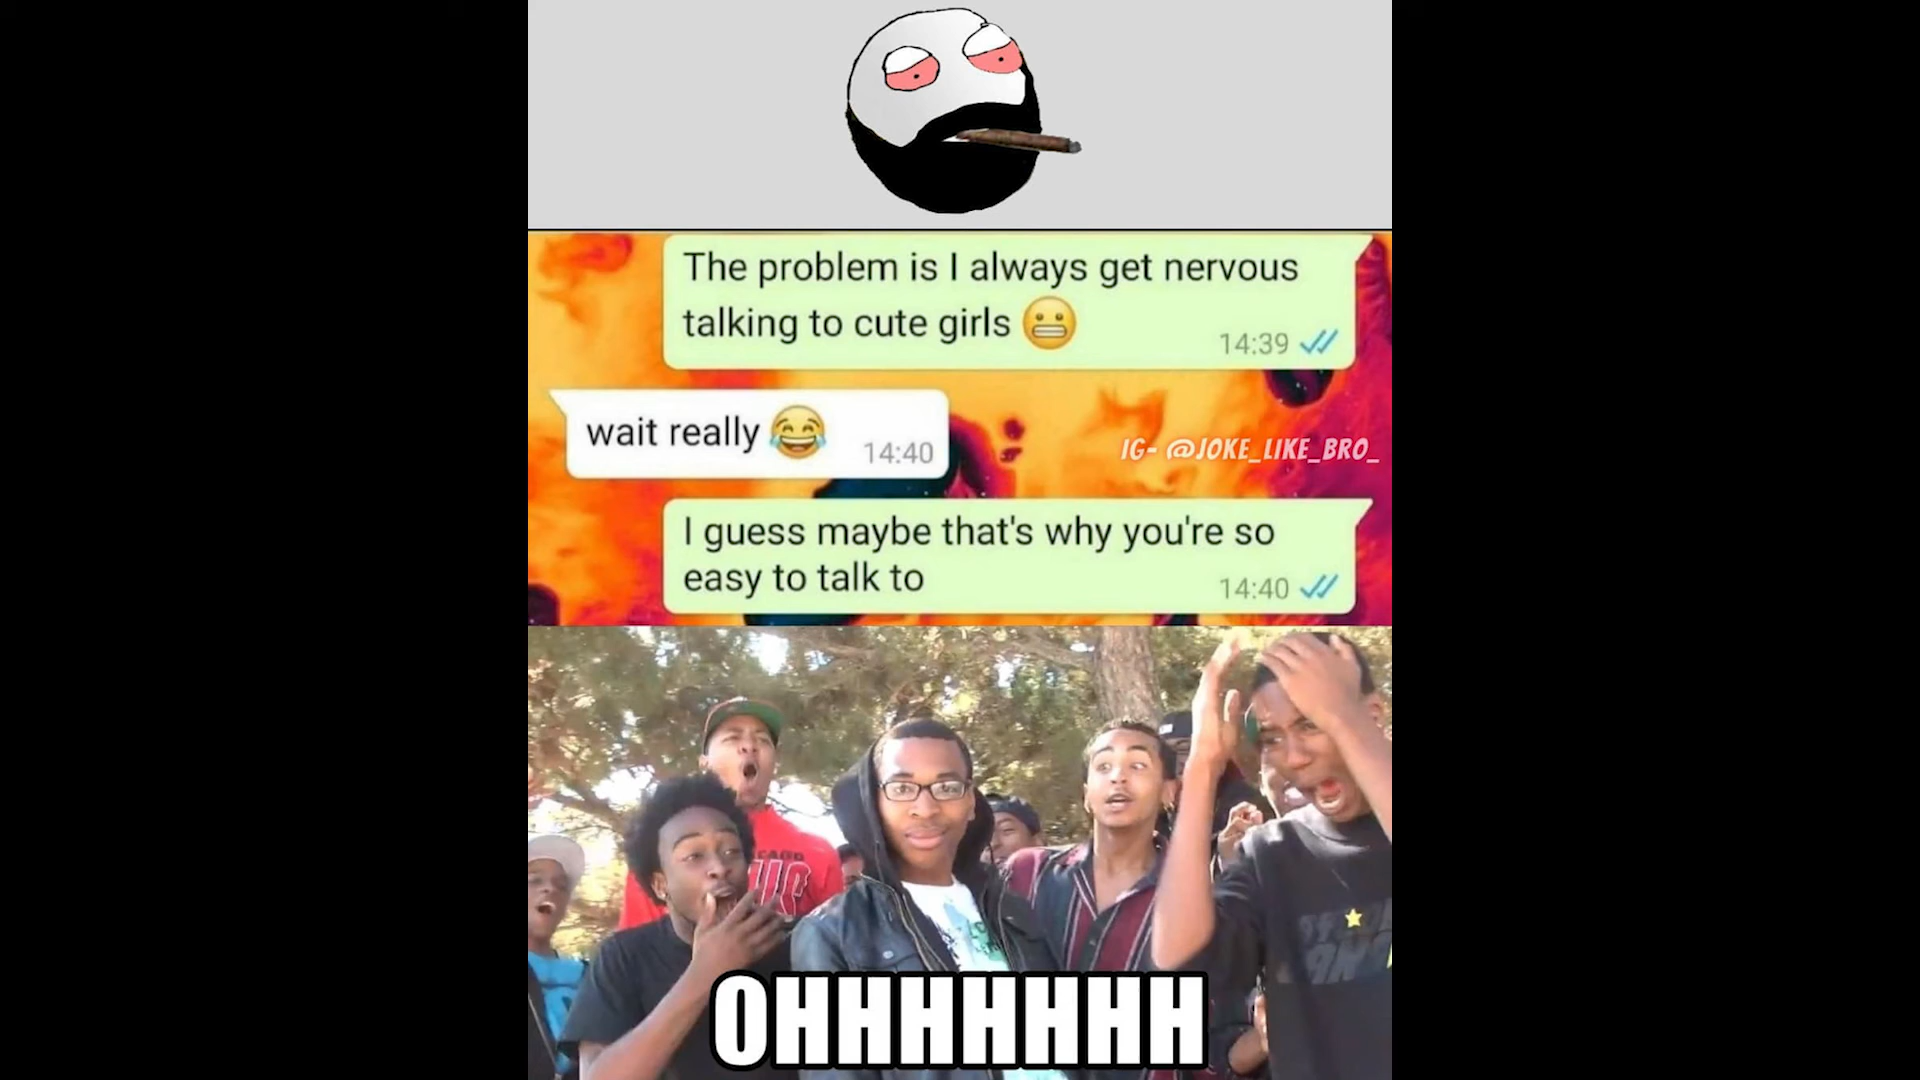 The problem is I always get nervous
talking to cute girls 😬
14:39
wait really 😂
14:40
IG- @JOKE_LIKE_BRO_
I guess maybe that's why you're so
easy to talk to
14:40
OHHHHHHH